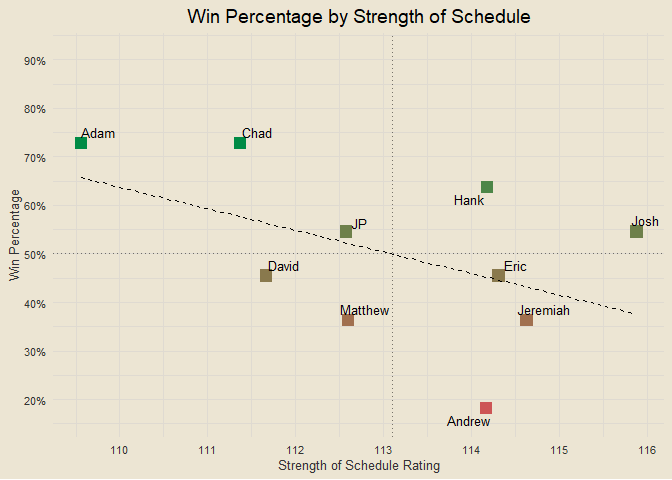 Win Percentage by Strength of Schedule
90%
80%
70%
60%
50%
40%
30%
20%
Win Percentage
Adam
Chad
Hank
JP
Josh
David
Eric
Matthew
Jeremiah
Andrew
110
111
112
113
114
115
116
Strength of Schedule Rating